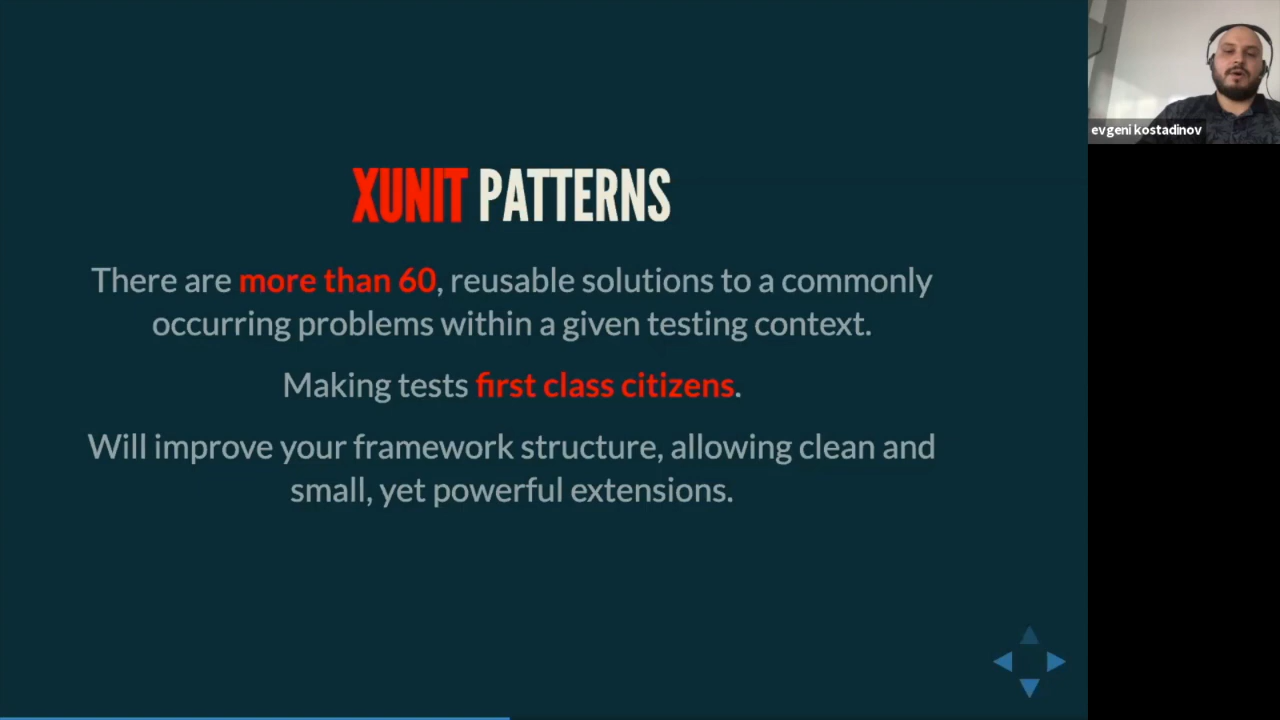 XUNIT PATTERNS
There are more than 60, reusable solutions to a commonly
occurring problems within a given testing context.
Making tests first class citizens.
Will improve your framework structure, allowing clean and
small, yet powerful extensions.
evgeni kostadinov